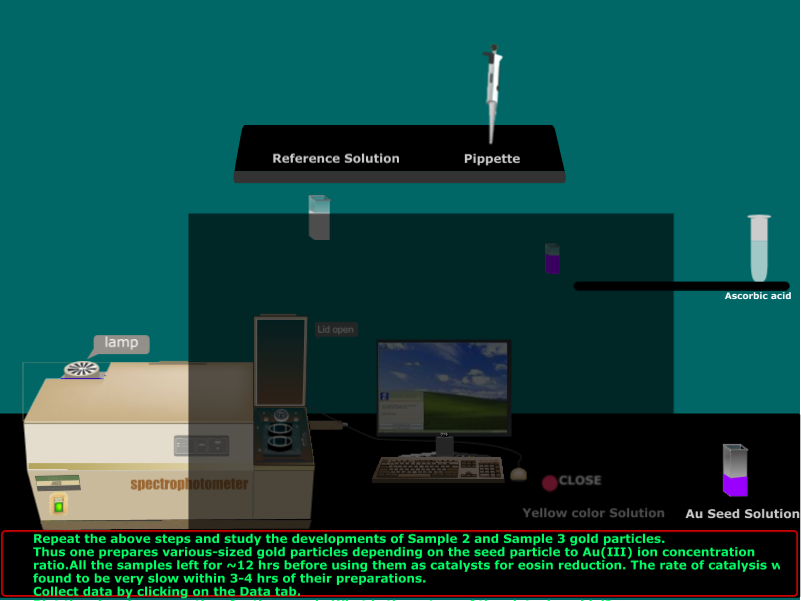 Reference Solution
Pippette
Ascorbic acid
Lid open
lamp
spectrophotometer
CLOSE
Yellow color Solution
Au Seed Solution
Repeat the above steps and study the developments of Sample 2 and Sample 3 gold particles.
Thus one prepares various-sized gold particles depending on the seed particle to Au(III) ion concentration
ratio.All the samples left for ~12 hrs before using them as catalysts for eosin reduction. The rate of catalysis w
found to be very slow within 3-4 hrs of their preparations.
Collect data by clicking on the Data tab.